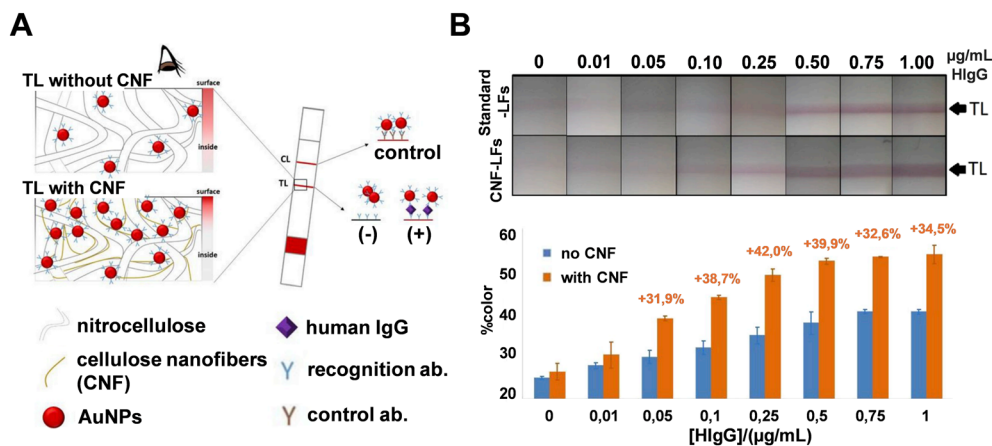 A
TL without CNF
surface
inside
TL with CNF
surface
inside
CL
TL
control
(-)
(+)
nitrocellulose
cellulose nanofibers
(CNF)
AuNPs
human IgG
recognition ab.
control ab.
B
0 0.01 0.05 0.10 0.25 0.50 0.75 1.00
µg/mL
HIgG
Standard
-LFs
TL
CNF-LFs
TL
60
50
40
30
20
%color
no CNF
with CNF
+31,9%
+38,7%
+42,0%
+39,9%
+32,6%
+34,5%
0 0,01 0,05 0,1 0,25 0,5 0,75 1
[HIgG]/(µg/mL)